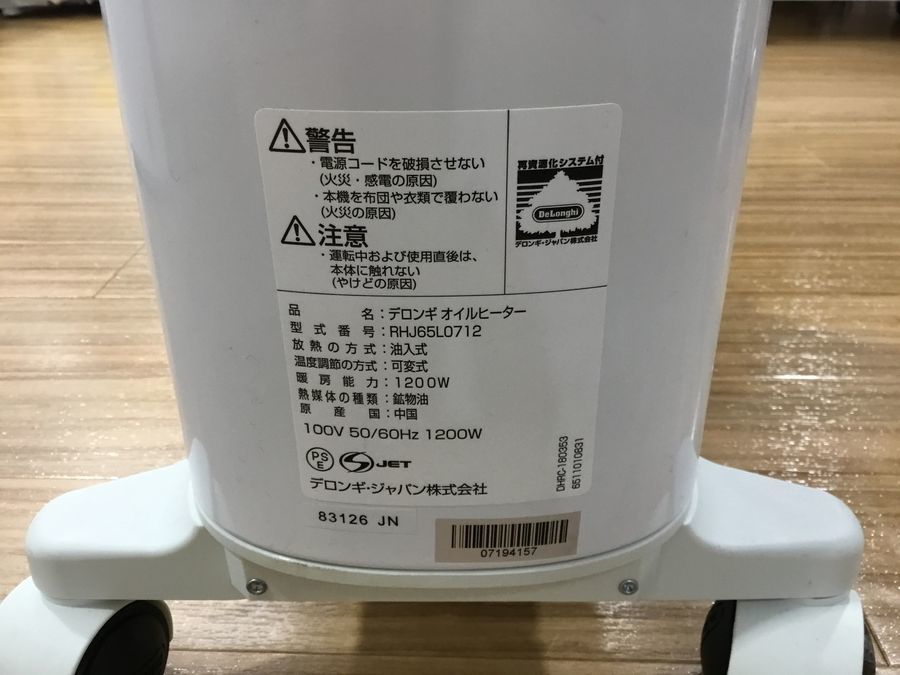 警告
・電源コードを破損させない
(火災・感電の原因)
・本機を布団や衣類で覆わない
(火災の原因)
注意
・運転中および使用直後は、
本体に触れない
(やけどの原因)
再資源化システム付
DeLonghi
デロンギ・ジャパン株式会社
品名：デロンギ オイルヒーター
型式番号：RHJ65L0712
放熱の方式：油入式
温度調節の方式：可変式
暖房能力：1200W
熱媒体の種類：鉱物油
原産国：中国
100V 50/60Hz 1200W
PSE JET
デロンギ・ジャパン株式会社
DHRC-180353
6511010831
83126 JN
07194157